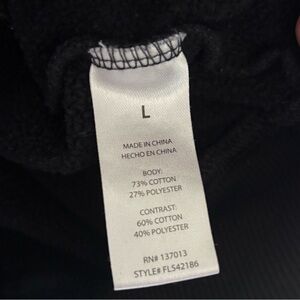 L
MADE IN CHINA
HECHO EN CHINA
BODY:
73% COTTON
27% POLYESTER
CONTRAST:
60% COTTON
40% POLYESTER
RN# 137013
STYLE# FLS42186